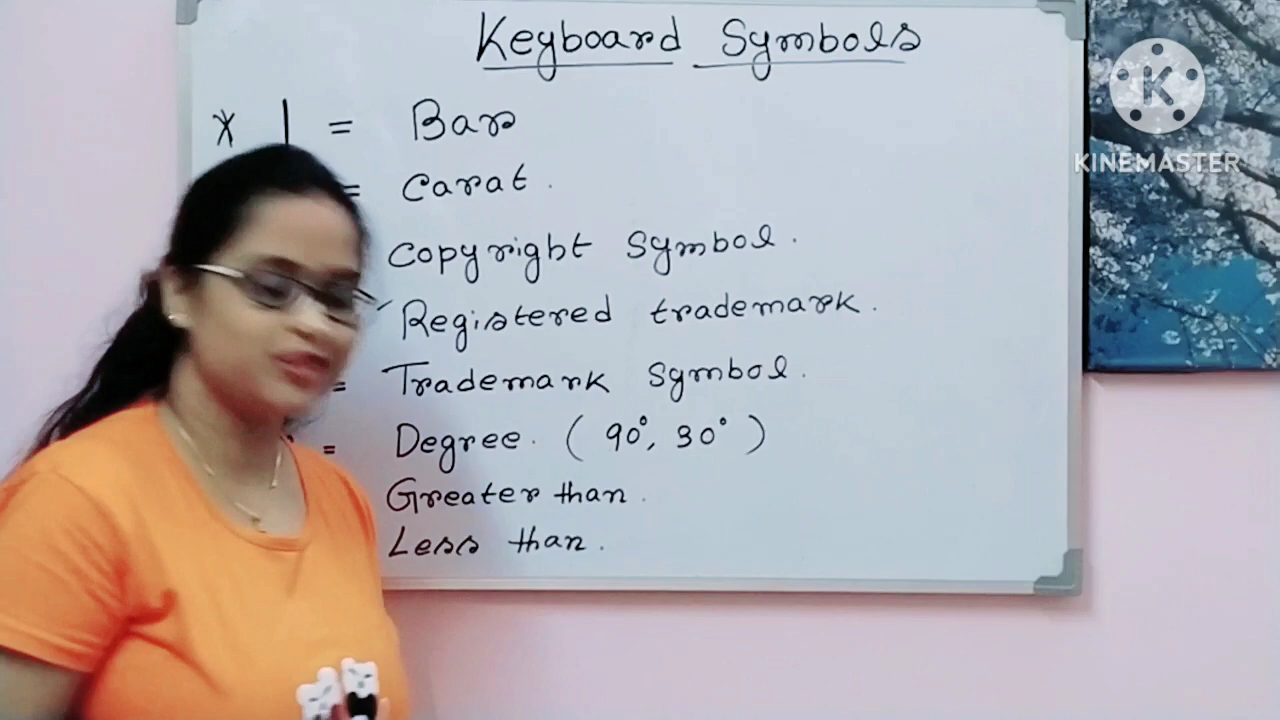 Keyboard Symbols
* | = Bar
= Carat.
Copyright Symbol.
Registered trademark.
= Trademark Symbol.
= Degree. (90°, 30°)
Greater than.
Less than.
K
KINEMASTER